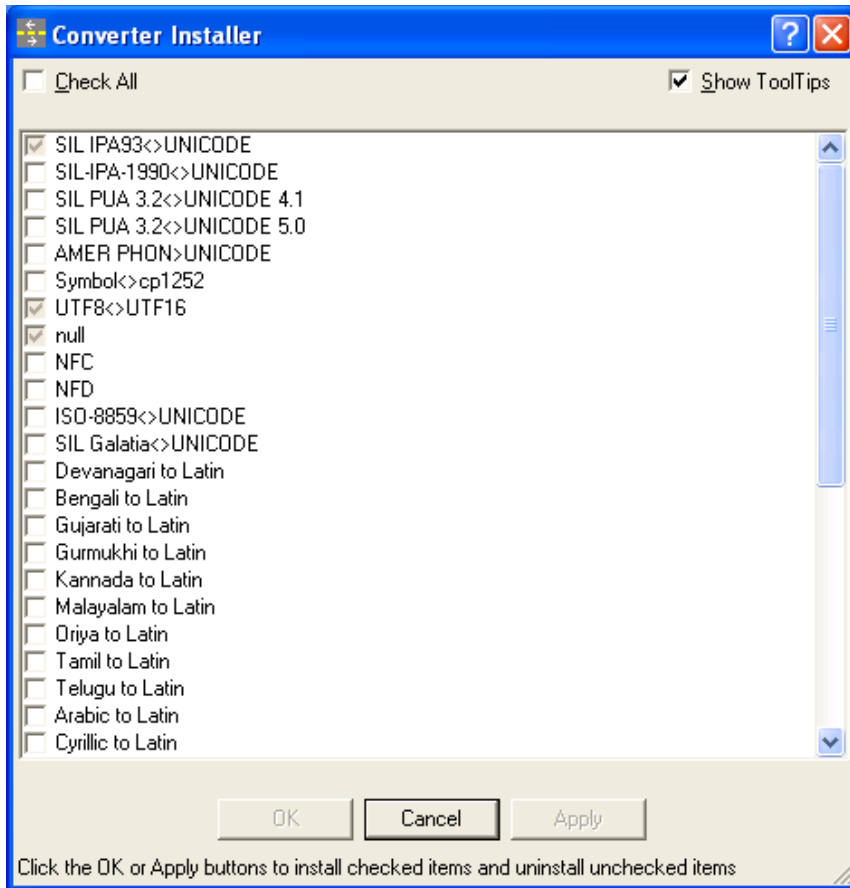 Converter Installer
Check All
Show ToolTips
SIL IPA93<>UNICODE
SIL-IPA-1990<>UNICODE
SIL PUA 3.2<>UNICODE 4.1
SIL PUA 3.2<>UNICODE 5.0
AMER PHON>UNICODE
Symbol<>cp1252
UTF8<>UTF16
null
NFC
NFD
ISO-8859<>UNICODE
SIL Galatia<>UNICODE
Devanagari to Latin
Bengali to Latin
Gujarati to Latin
Gurmukhi to Latin
Kannada to Latin
Malayalam to Latin
Oriya to Latin
Tamil to Latin
Telugu to Latin
Arabic to Latin
Cyrillic to Latin
OK Cancel Apply
Click the OK or Apply buttons to install checked items and uninstall unchecked items